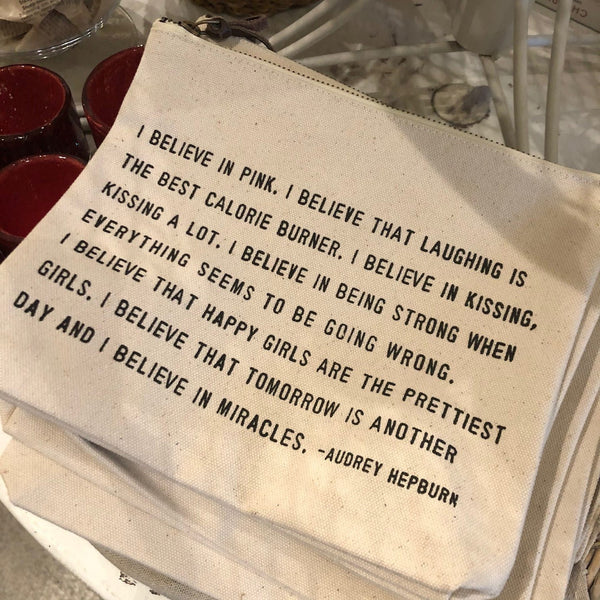 I BELIEVE IN PINK. I BELIEVE THAT LAUGHING IS
THE BEST CALORIE BURNER. I BELIEVE IN KISSING,
KISSING A LOT. I BELIEVE IN BEING STRONG WHEN
EVERYTHING SEEMS TO BE GOING WRONG.
I BELIEVE THAT HAPPY GIRLS ARE THE PRETTIEST
GIRLS. I BELIEVE THAT TOMORROW IS ANOTHER
DAY AND I BELIEVE IN MIRACLES. -AUDREY HEPBURN